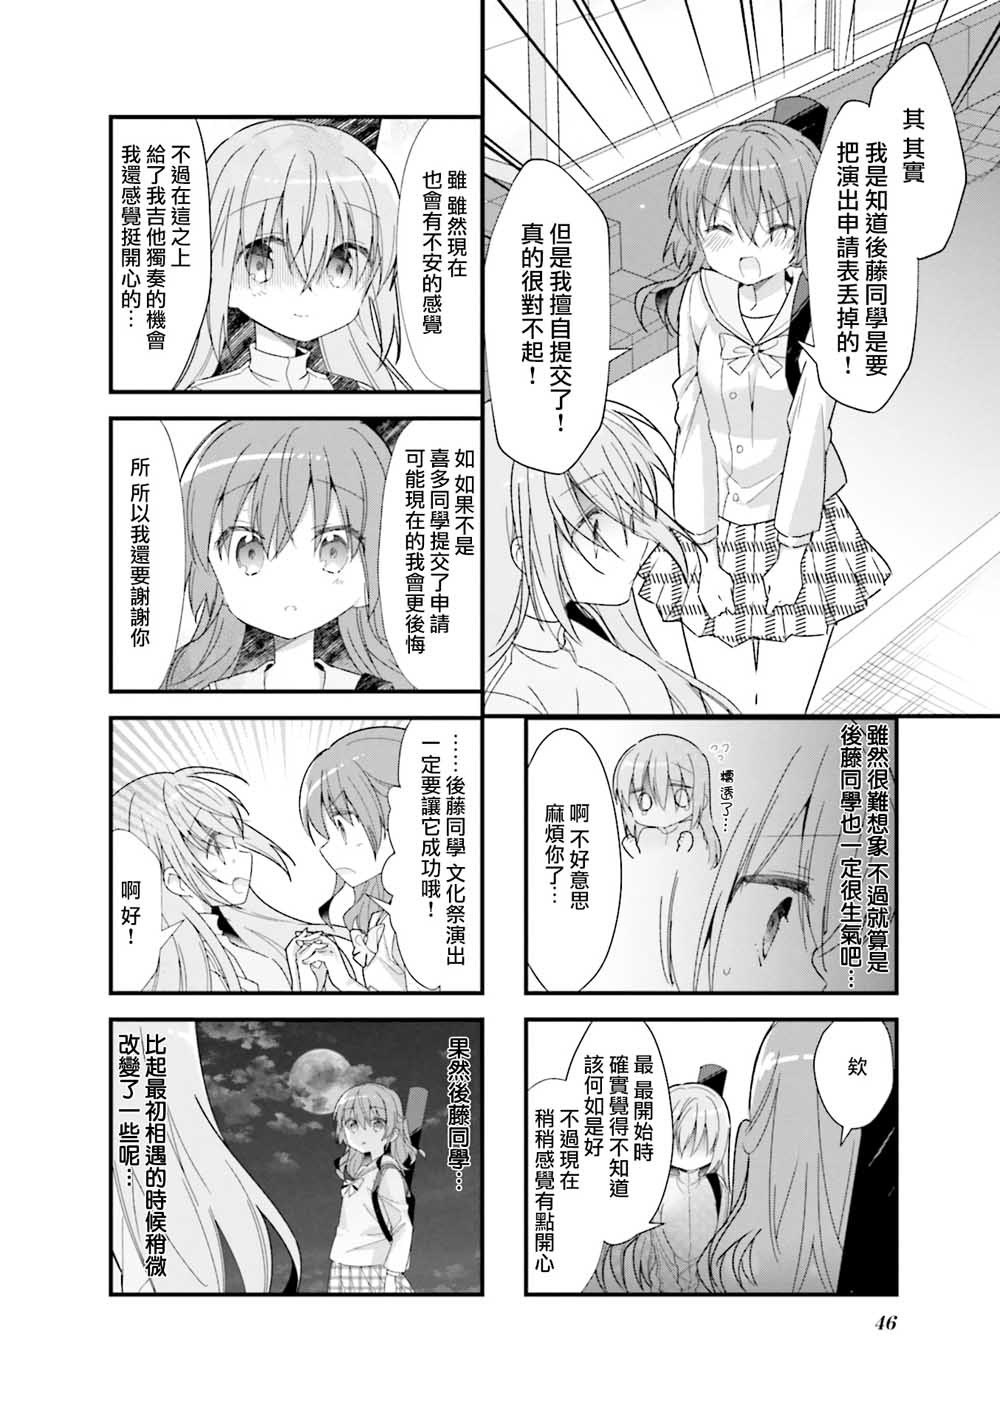 其 其實
我是知道後藤同學是要
把演出申請表丟掉的！
但是我擅自提交了！
真的很對不起！
雖然很難想象 不過就算是
後藤同學也一定很生氣吧…
糟透了…
啊 不好意思
麻煩你了…
欸
最 最開始時
確實覺得不知道
該何如是好
不過現在
稍稍感覺有點開心
雖 雖然現在
也會有不安的感覺
不過在這之上
給了我吉他獨奏的機會
我還感覺挺開心的…
如 如果不是
喜多同學提交了申請
可能現在的我會更後悔
所 所以我還要謝謝你
……後藤同學 文化祭演出
一定要讓它成功哦！
啊 好！
果然後藤同學…
比起最初相遇的時候稍微
改變了一些呢…
46